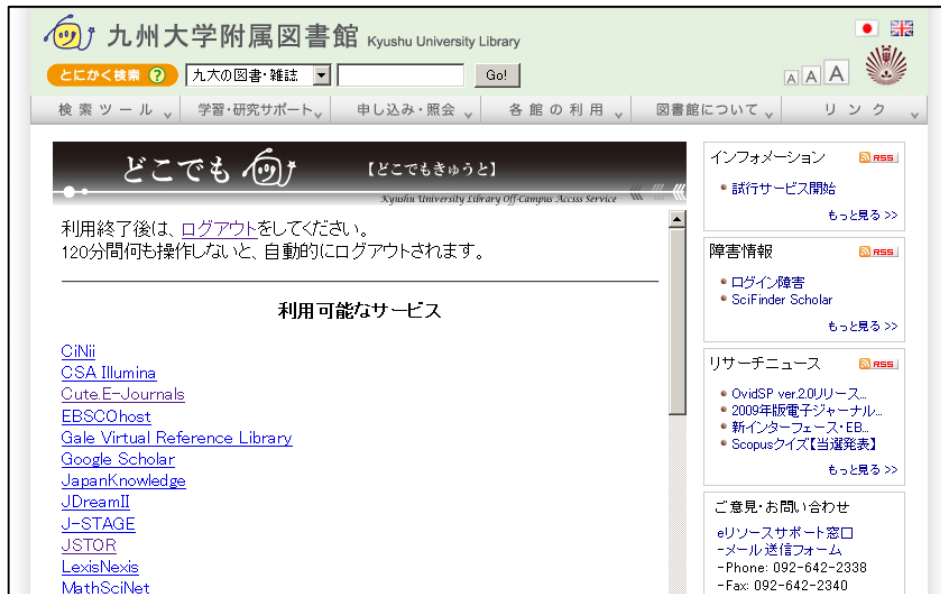 九州大学附属図書館 Kyushu University Library
とにかく検索 ? 九大の図書・雑誌 Go! A A A
検索ツール 学習・研究サポート 申し込み・照会 各館の利用 図書館について リンク
どこでも 【どこでもきゅうと】
Kyushu University Library Off-Campus Accsss Service
利用終了後は、ログアウトをしてください。
120分間何も操作しないと、自動的にログアウトされます。
利用可能なサービス
CiNii
CSA Illumina
Cute.E-Journals
EBSCOhost
Gale Virtual Reference Library
Google Scholar
JapanKnowledge
JDreamII
J-STAGE
JSTOR
LexisNexis
MathSciNet
インフォメーション RSS
試行サービス開始
もっと見る >>
障害情報 RSS
ログイン障害
SciFinder Scholar
もっと見る >>
リサーチニュース RSS
OvidSP ver.2.0リリース...
2009年版電子ジャーナル...
新インターフェース・EB...
Scopusクイズ【当選発表】
もっと見る >>
ご意見・お問い合わせ
eリソースサポート窓口
-メール送信フォーム
-Phone: 092-642-2338
-Fax: 092-642-2340